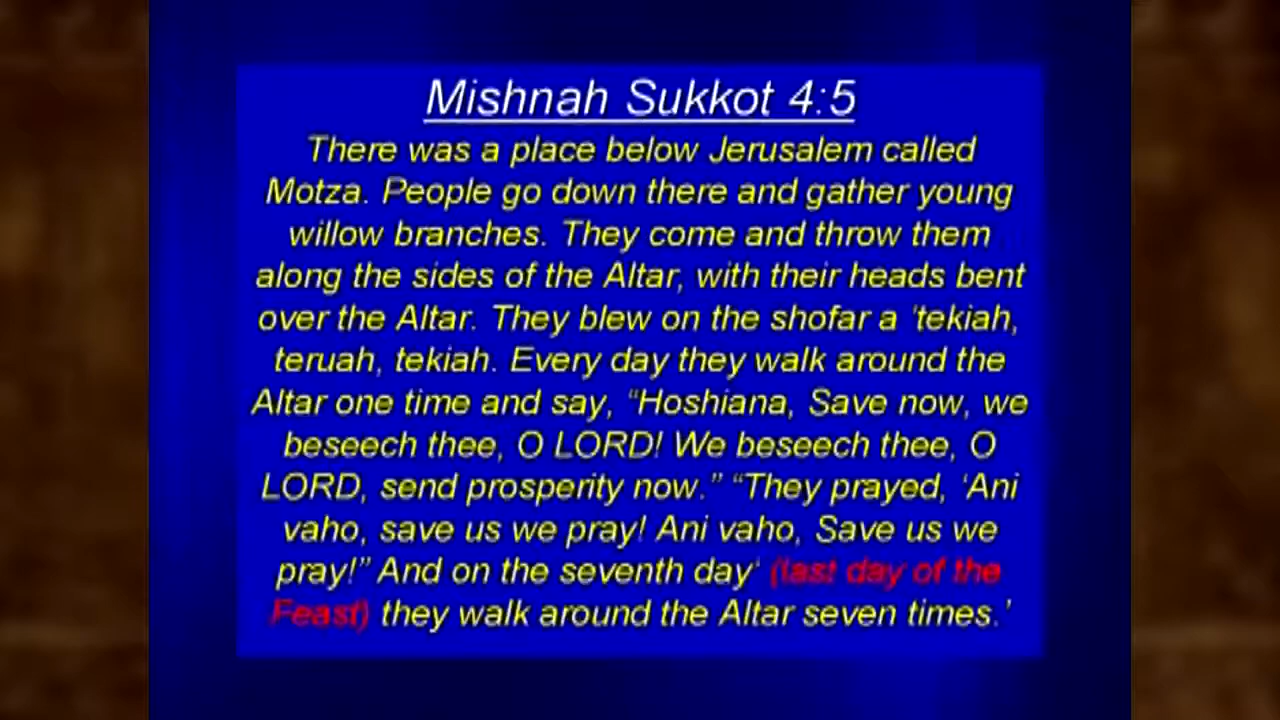 Mishnah Sukkot 4:5
There was a place below Jerusalem called
Motza. People go down there and gather young
willow branches. They come and throw them
along the sides of the Altar, with their heads bent
over the Altar. They blew on the shofar a 'tekiah,
teruah, tekiah. Every day they walk around the
Altar one time and say, “Hoshiana, Save now, we
beseech thee, O LORD! We beseech thee, O
LORD, send prosperity now.” “They prayed, ‘Ani
vaho, save us we pray! Ani vaho, Save us we
pray!” And on the seventh day‘ (last day of the
Feast) they walk around the Altar seven times.’